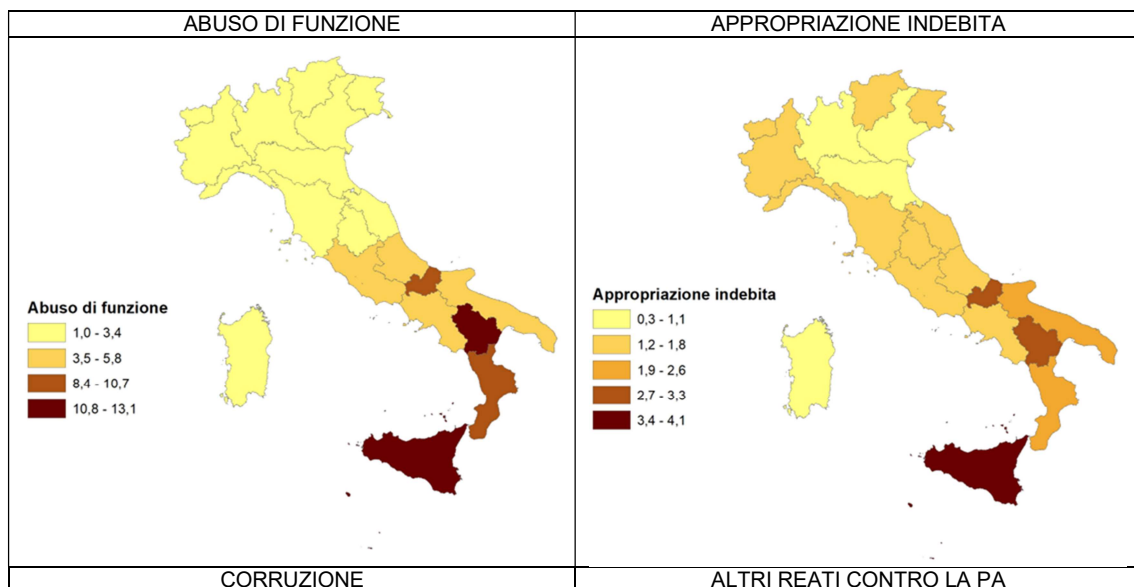 ABUSO DI FUNZIONE
APPROPRIAZIONE INDEBITA
Abuso di funzione
1,0 - 3,4
3,5 - 5,8
8,4 - 10,7
10,8 - 13,1
Appropriazione indebita
0,3 - 1,1
1,2 - 1,8
1,9 - 2,6
2,7 - 3,3
3,4 - 4,1
CORRUZIONE
ALTRI REATI CONTRO LA PA